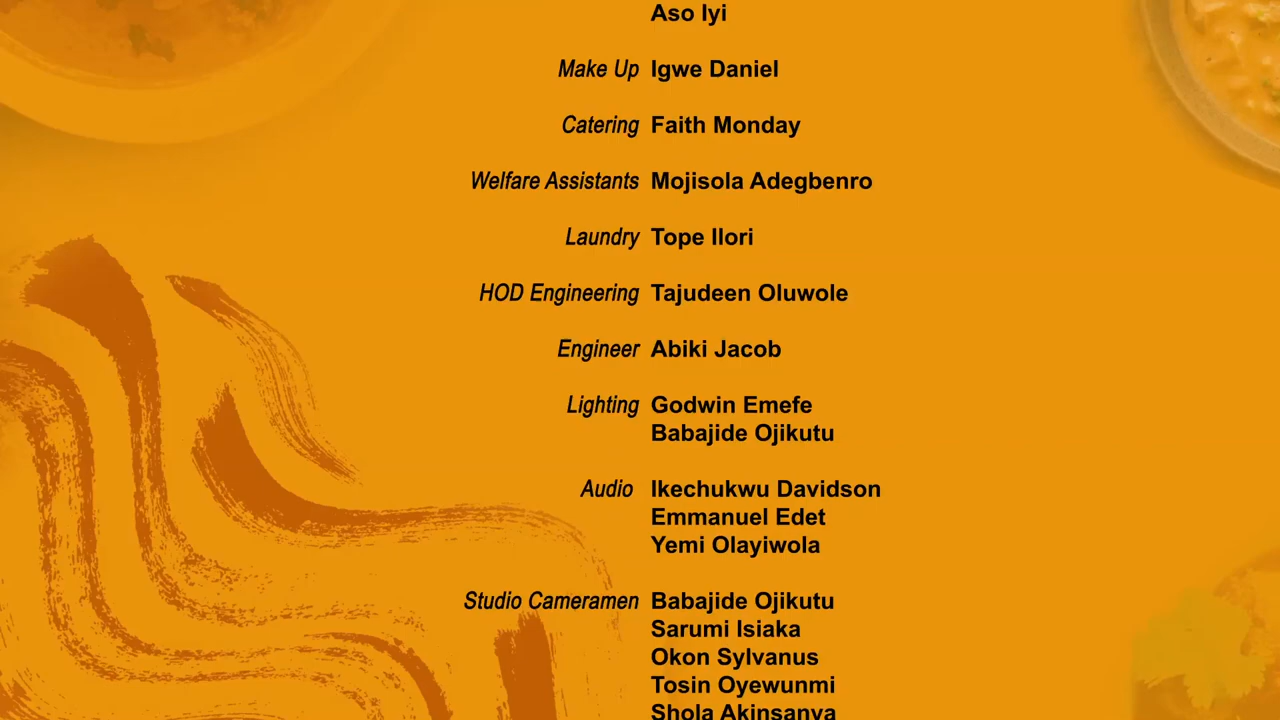 Aso Iyi
Make Up Igwe Daniel
Catering Faith Monday
Welfare Assistants Mojisola Adegbenro
Laundry Tope Ilori
HOD Engineering Tajudeen Oluwole
Engineer Abiki Jacob
Lighting Godwin Emefe
Babajide Ojikutu
Audio Ikechukwu Davidson
Emmanuel Edet
Yemi Olayiwola
Studio Cameramen Babajide Ojikutu
Sarumi Isiaka
Okon Sylvanus
Tosin Oyewunmi
Shola Akinsanya